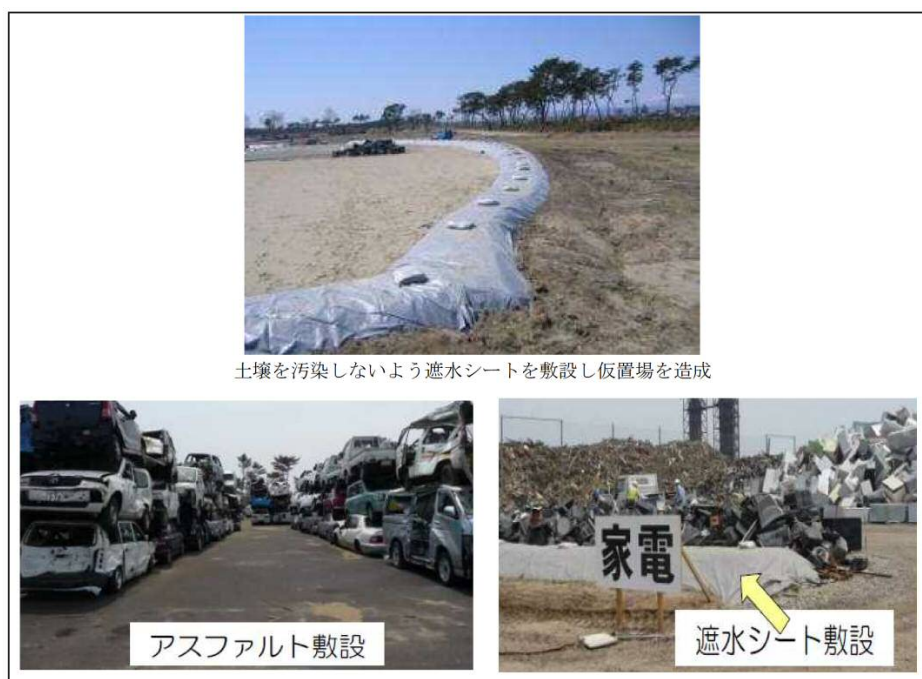 土壌を汚染しないよう遮水シートを敷設し仮置場を造成
アスファルト敷設
家電
遮水シート敷設